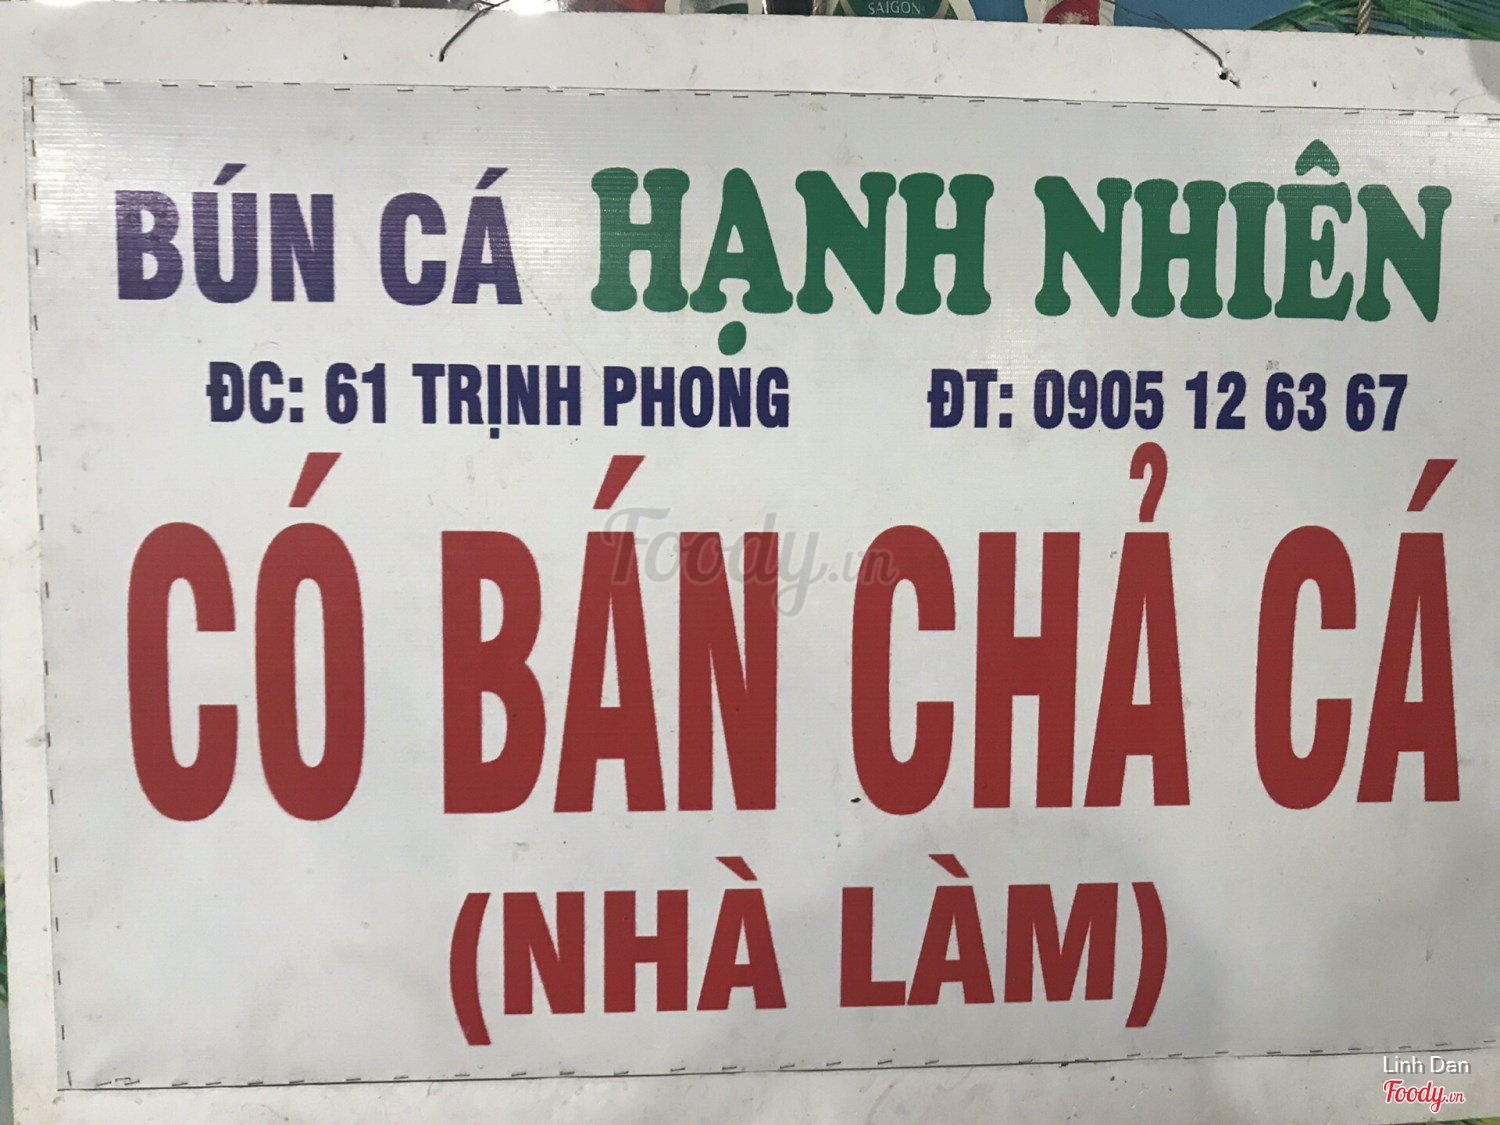 SAIGON
BÚN CÁ HẠNH NHIÊN
ĐC: 61 TRỊNH PHONG ĐT: 0905 12 63 67
CÓ BÁN CHẢ CÁ
Foody.vn
(NHÀ LÀM)
Linh Dan
Foody.vn